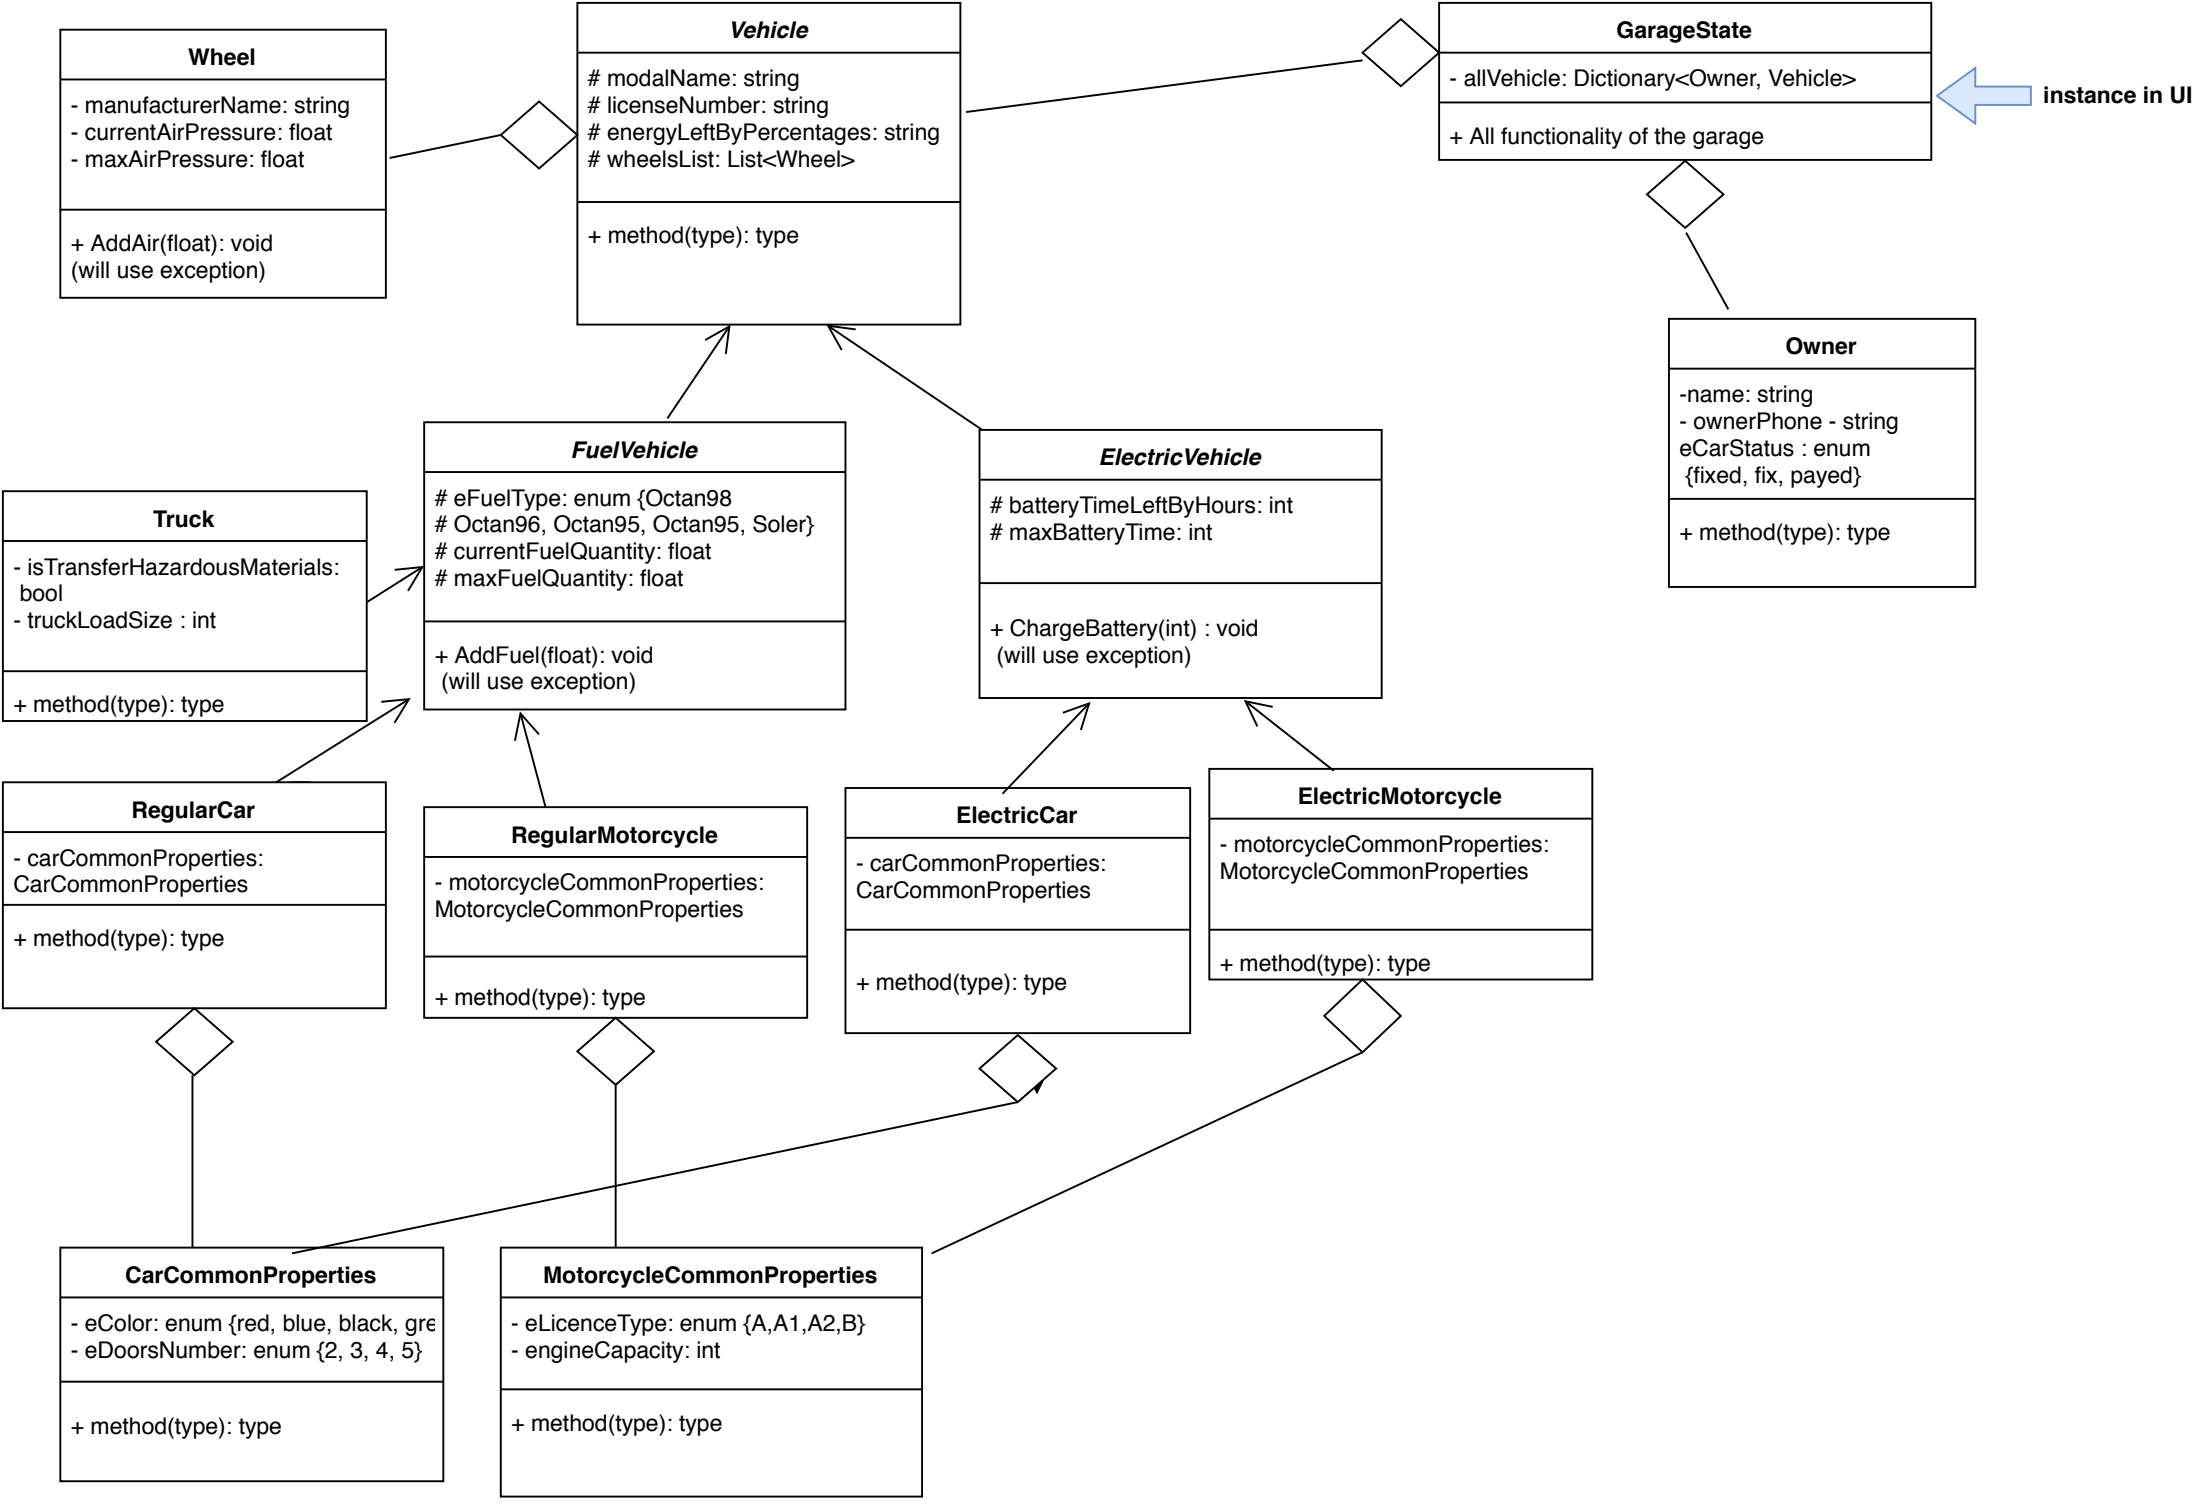 Wheel
- manufacturerName: string
- currentAirPressure: float
- maxAirPressure: float
+ AddAir(float): void
(will use exception)
Vehicle
# modalName: string
# licenseNumber: string
# energyLeftByPercentages: string
# wheelsList: List<Wheel>
+ method(type): type
GarageState
- allVehicle: Dictionary<Owner, Vehicle>
+ All functionality of the garage
instance in UI
Owner
-name: string
- ownerPhone - string
eCarStatus : enum
{fixed, fix, payed}
+ method(type): type
FuelVehicle
# eFuelType: enum {Octan98
# Octan96, Octan95, Octan95, Soler}
# currentFuelQuantity: float
# maxFuelQuantity: float
+ AddFuel(float): void
(will use exception)
ElectricVehicle
# batteryTimeLeftByHours: int
# maxBatteryTime: int
+ ChargeBattery(int) : void
(will use exception)
Truck
- isTransferHazardousMaterials:
bool
- truckLoadSize : int
+ method(type): type
RegularCar
- carCommonProperties:
CarCommonProperties
+ method(type): type
RegularMotorcycle
- motorcycleCommonProperties:
MotorcycleCommonProperties
+ method(type): type
ElectricCar
- carCommonProperties:
CarCommonProperties
+ method(type): type
ElectricMotorcycle
- motorcycleCommonProperties:
MotorcycleCommonProperties
+ method(type): type
CarCommonProperties
- eColor: enum {red, blue, black, gre
- eDoorsNumber: enum {2, 3, 4, 5}
+ method(type): type
MotorcycleCommonProperties
- eLicenceType: enum {A,A1,A2,B}
- engineCapacity: int
+ method(type): type